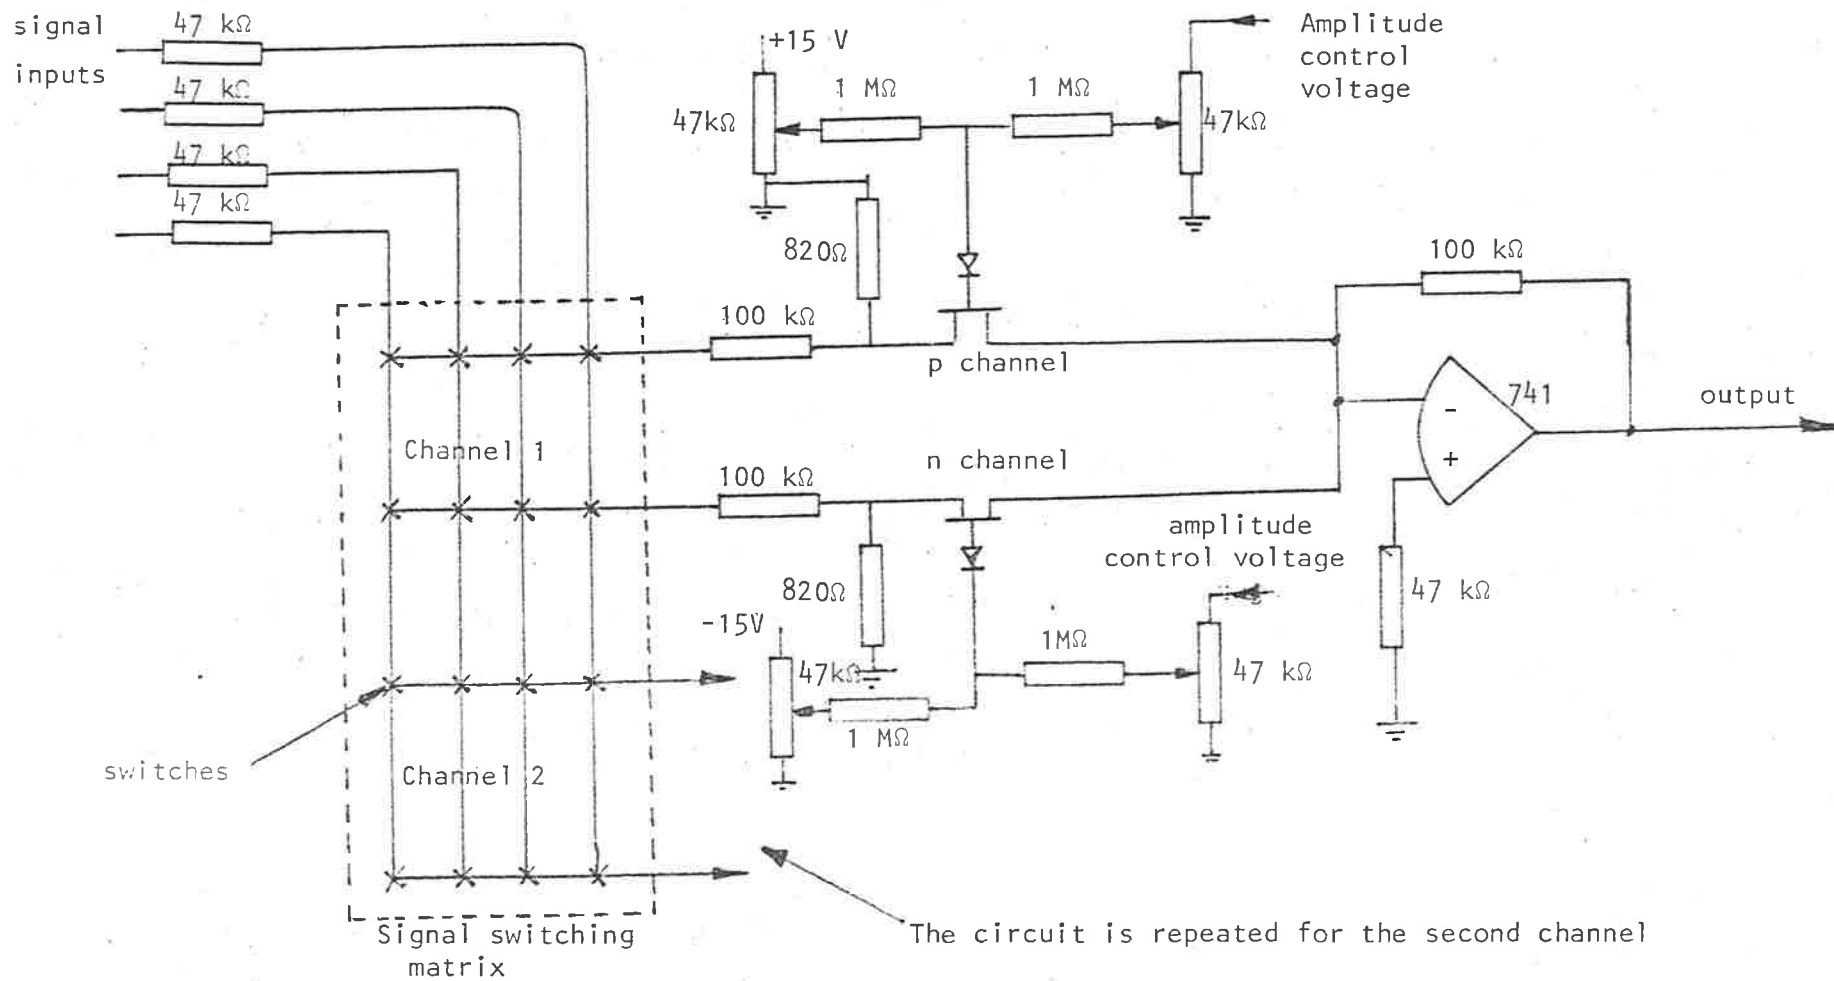 signal
inputs
47 kΩ
47 kΩ
47 kΩ
47 kΩ
+15 V
47kΩ
1 MΩ
1 MΩ
47kΩ
Amplitude
control
voltage
820Ω
100 kΩ
p channel
100 kΩ
741
-
+
output
Channel 1
100 kΩ
n channel
amplitude
control voltage
820Ω
-15V
47kΩ
1 MΩ
1MΩ
47 kΩ
47 kΩ
switches
Channel 2
Signal switching
matrix
The circuit is repeated for the second channel